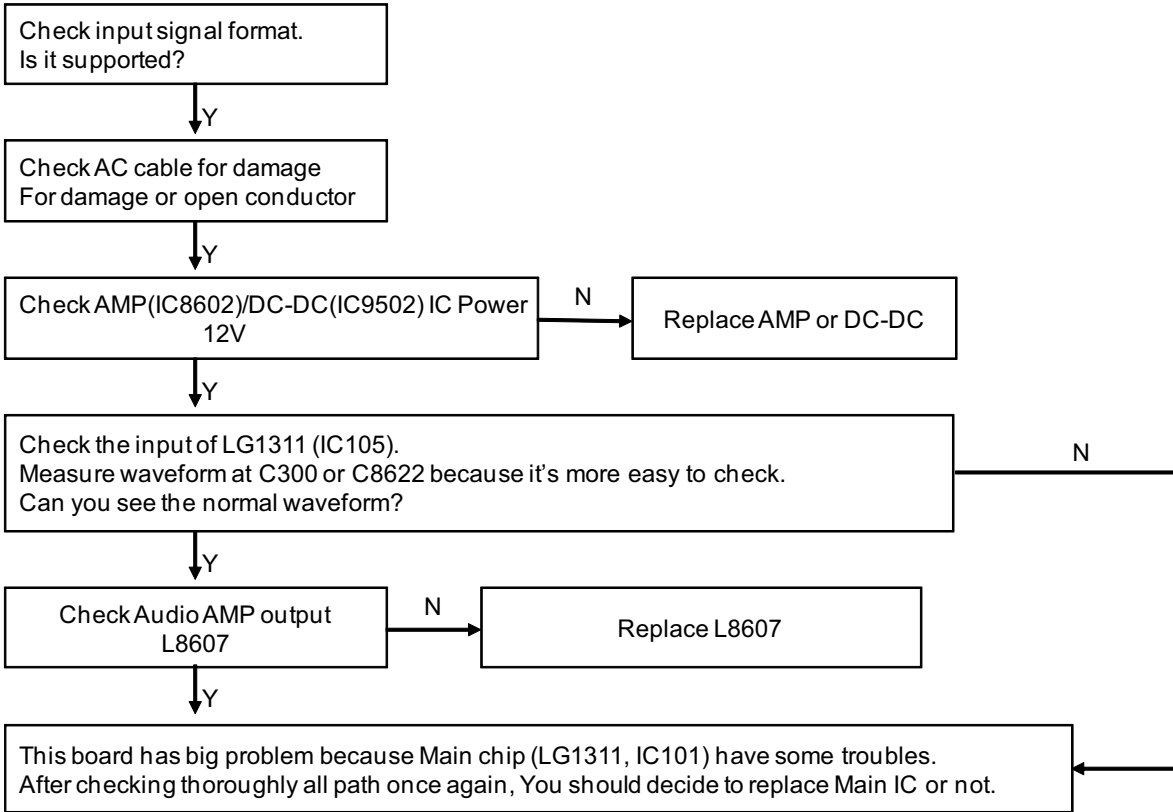 Check input signal format.
Is it supported?
Y
Check AC cable for damage
For damage or open conductor
Y
Check AMP(IC8602)/DC-DC(IC9502) IC Power
12V
N
Replace AMP or DC-DC
Y
Check the input of LG1311 (IC105).
Measure waveform at C300 or C8622 because it's more easy to check.
Can you see the normal waveform?
N
Y
Check Audio AMP output
L8607
N
Replace L8607
Y
This board has big problem because Main chip (LG1311, IC101) have some troubles.
After checking thoroughly all path once again, You should decide to replace Main IC or not.